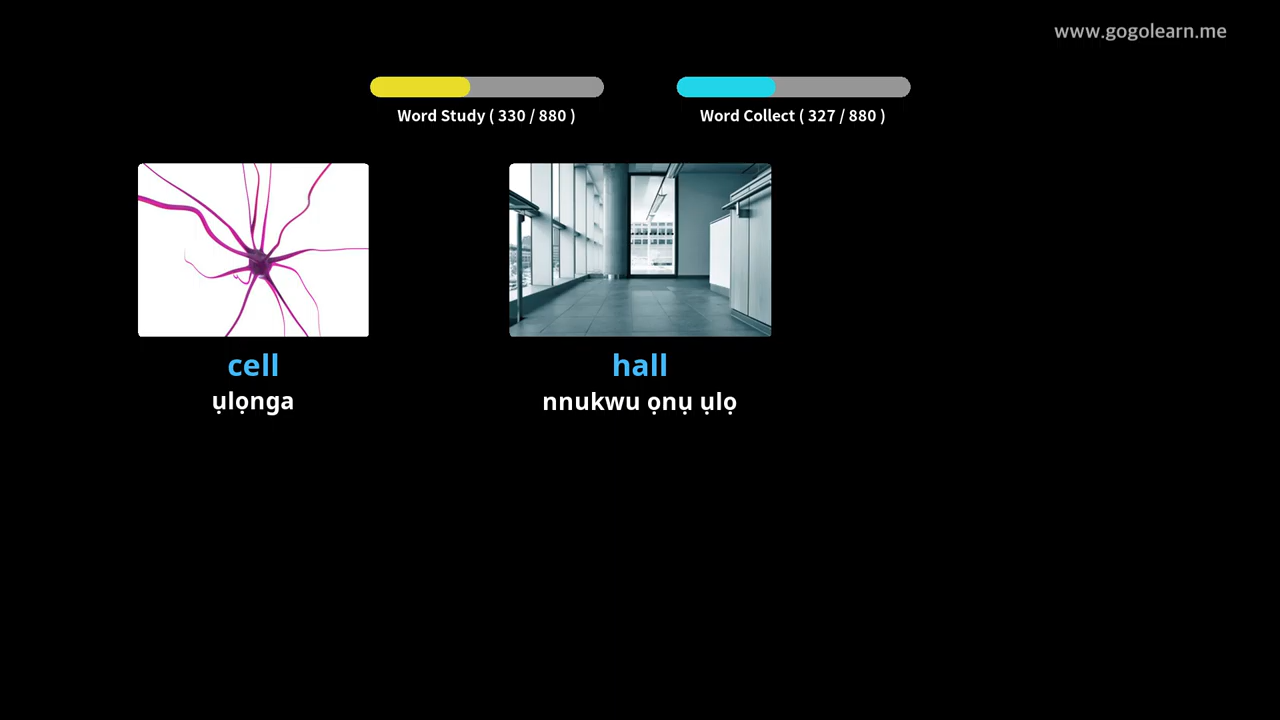 www.gogolearn.me
Word Study ( 330 / 880 )
Word Collect ( 327 / 880 )
cell
ụlọnga
hall
nnukwu ọnụ ụlọ